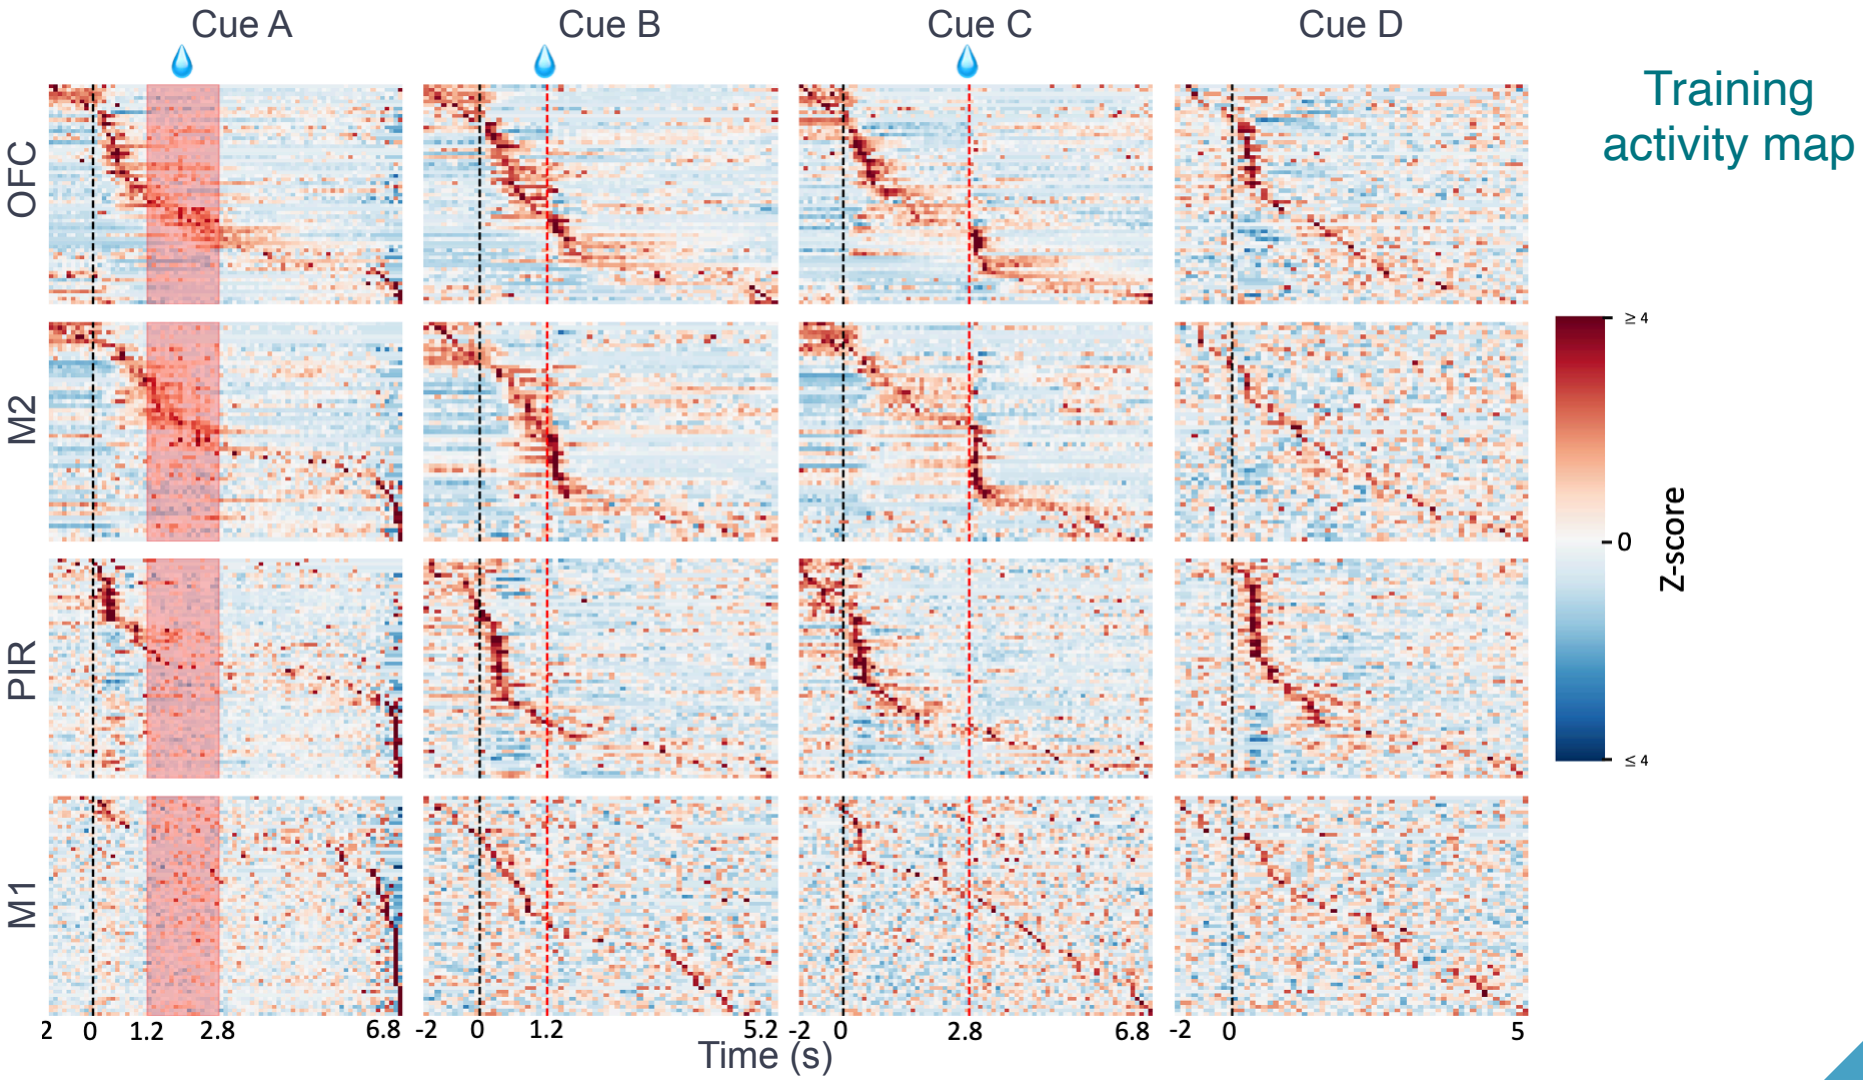 Cue A
Cue B
Cue C
Cue D
Training
activity map
OFC
M2
PIR
M1
≥ 4
0
≤ 4
Z-score
2 0 1.2 2.8 6.8
-2 0 1.2 5.2
-2 0 2.8 6.8
-2 0 5
Time (s)